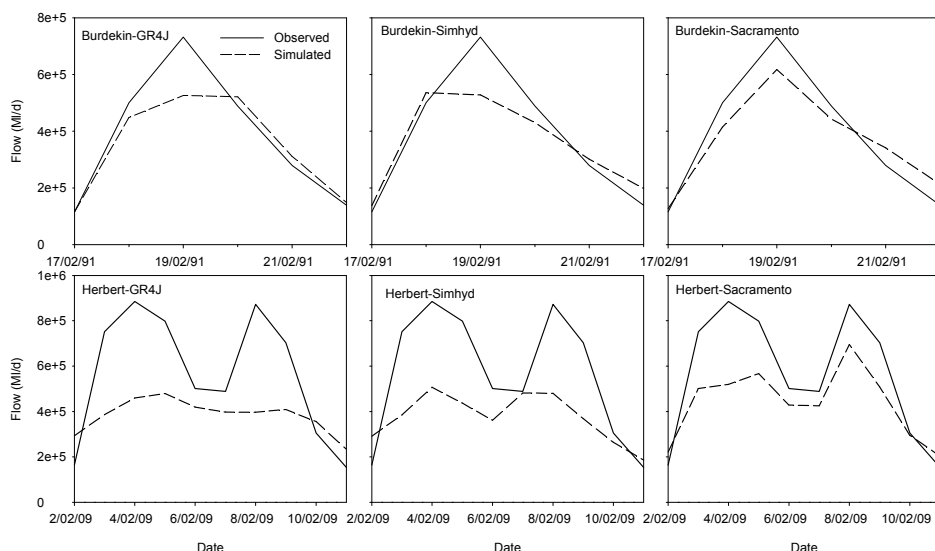 8e+5
Burdekin-GR4J
Observed
Simulated
Burdekin-Simhyd
Burdekin-Sacramento
6e+5
Flow (Ml/d)
4e+5
2e+5
0
17/02/91 19/02/91 21/02/91
17/02/91 19/02/91 21/02/91
17/02/91 19/02/91 21/02/91
1e+6
Herbert-GR4J
Herbert-Simhyd
Herbert-Sacramento
8e+5
6e+5
Flow (Ml/d)
4e+5
2e+5
0
2/02/09 4/02/09 6/02/09 8/02/09 10/02/09
2/02/09 4/02/09 6/02/09 8/02/09 10/02/09
2/02/09 4/02/09 6/02/09 8/02/09 10/02/09
Date
Date
Date